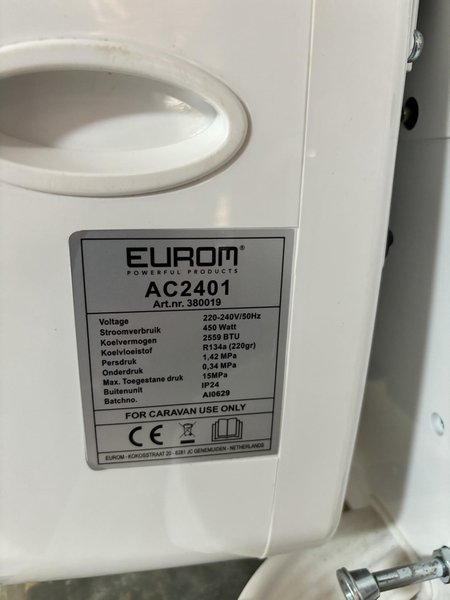 EUROM®
POWERFUL PRODUCTS
AC2401
Art.nr. 380019
Voltage 220-240V/50Hz
Stroomverbruik 450 Watt
Koelvermogen 2559 BTU
Koelvloeistof R134a (220gr)
Persdruk 1,42 MPa
Onderdruk 0,34 MPa
Max. Toegestane druk 15MPa
Buitenunit IP24
Batchno. AI0629
FOR CARAVAN USE ONLY
CE
EUROM - KOKOSSTRAAT 20 - 8281 JC GENEMUIDEN - NETHERLANDS